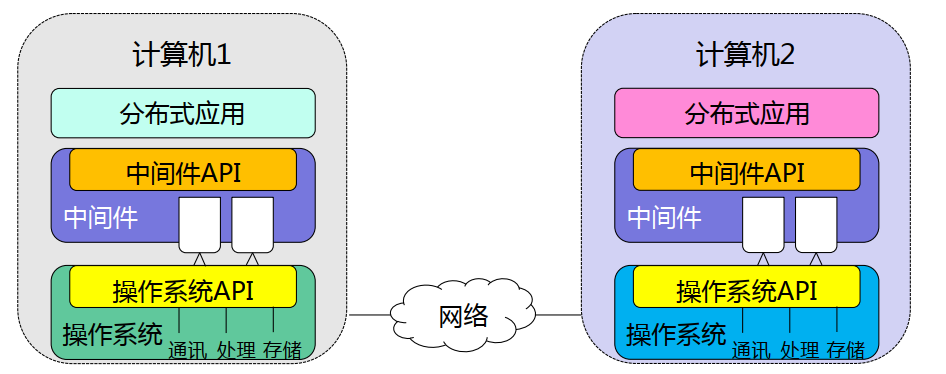 计算机1
分布式应用
中间件API
中间件
操作系统API
操作系统
通讯 处理 存储
网络
计算机2
分布式应用
中间件API
中间件
操作系统API
操作系统
通讯 处理 存储